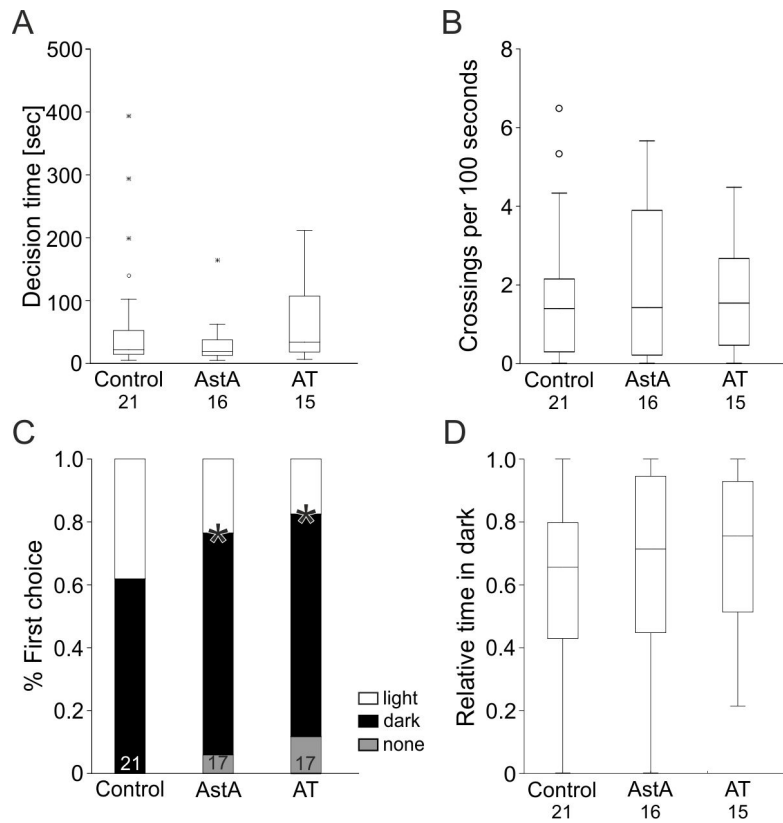 A
Decision time [sec]
500
400
300
200
100
0
Control AstA AT
21 16 15
B
Crossings per 100 seconds
8
6
4
2
0
Control AstA AT
21 16 15
C
% First choice
1.0
0.8
0.6
0.4
0.2
0
* *
21 17 17
Control AstA AT
light
dark
none
D
Relative time in dark
1.0
0.8
0.6
0.4
0.2
0
Control AstA AT
21 16 15